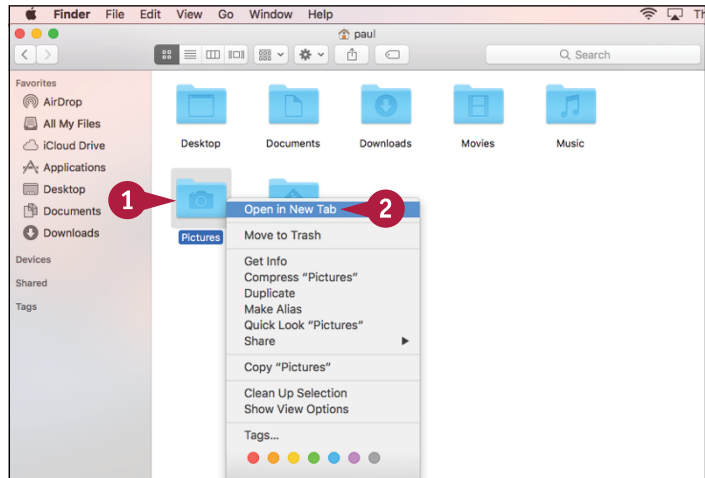 Finder File Edit View Go Window Help
paul
Search
Favorites
AirDrop
All My Files
iCloud Drive
Applications
Desktop
Documents
Downloads
Devices
Shared
Tags
Desktop Documents Downloads Movies Music
1
Pictures
Open in New Tab 2
Move to Trash
Get Info
Compress “Pictures”
Duplicate
Make Alias
Quick Look “Pictures”
Share
Copy “Pictures”
Clean Up Selection
Show View Options
Tags...